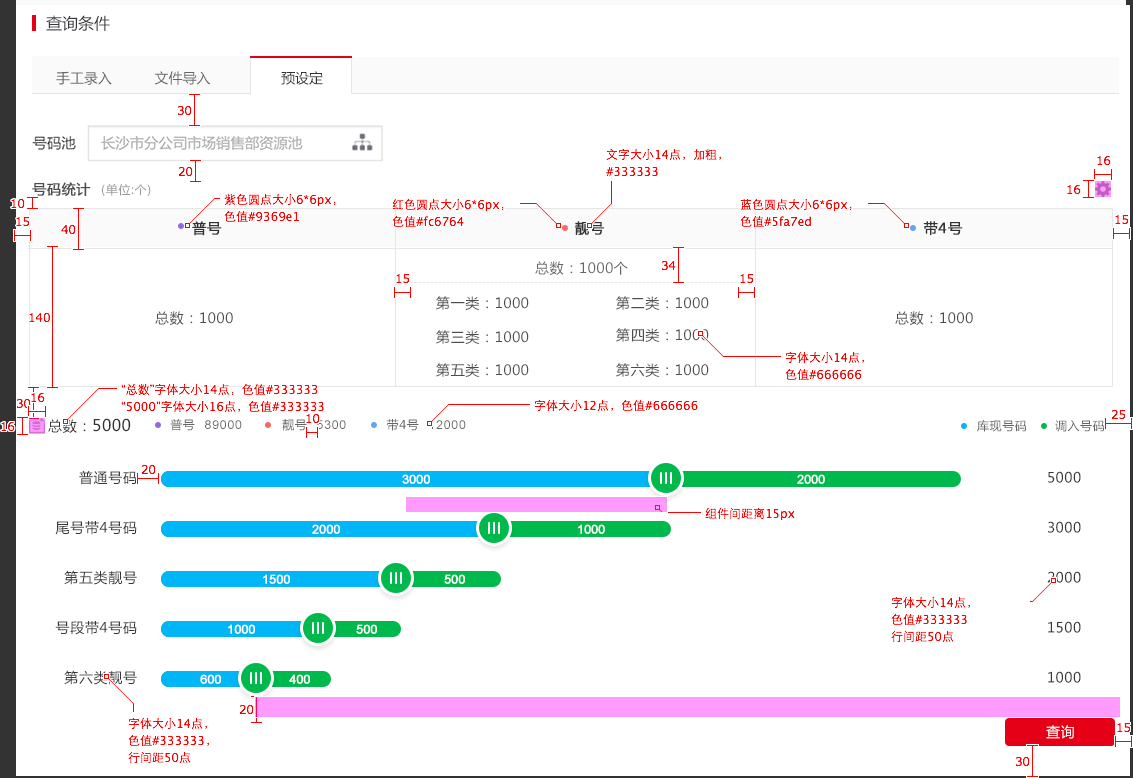 查询条件
手工录入
文件导入
预设定
30
号码池
长沙市分公司市场销售部资源池
20
号码统计
(单位:个)
文字大小14点，加粗，
#333333
16
16
10
15
40
紫色圆点大小6*6px，
色值#9369e1
普号
红色圆点大小6*6px，
色值#fc6764
靓号
蓝色圆点大小6*6px，
色值#5fa7ed
带4号
15
总数：1000个
34
15
15
140
总数：1000
第一类：1000
第二类：1000
第三类：1000
第四类：1000
第五类：1000
第六类：1000
总数：1000
字体大小14点，
色值#666666
"总数"字体大小14点，色值#333333
"5000"字体大小16点，色值#333333
字体大小12点，色值#666666
30
16
16
总数：5000
普号 89000
靓号
10
5300
带4号
2000
库现号码
调入号码
25
普通号码
20
3000
2000
5000
组件间距离15px
尾号带4号码
2000
1000
3000
第五类靓号
1500
500
2000
字体大小14点，
色值#333333
行间距50点
号段带4号码
1000
500
1500
第六类靓号
600
400
1000
20
字体大小14点，
色值#333333，
行间距50点
查询
15
30